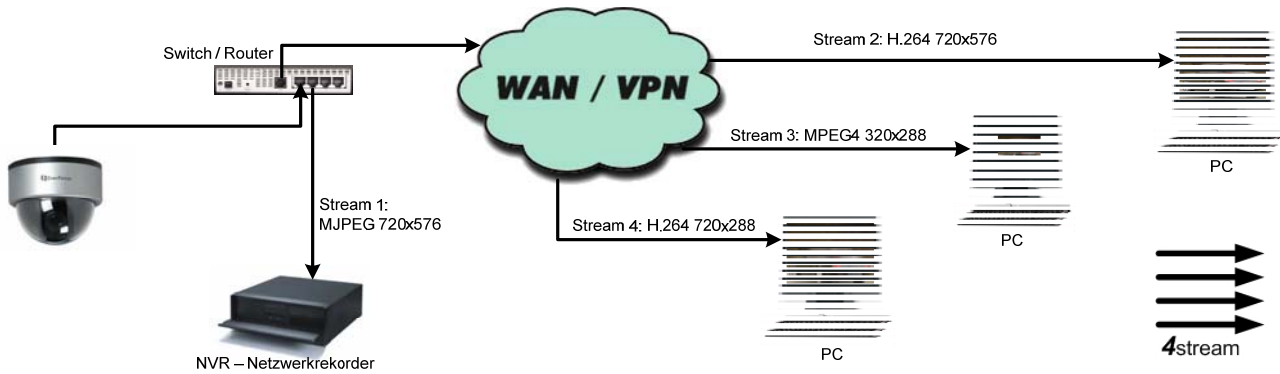 Switch / Router
WAN / VPN
Stream 2: H.264 720x576
Stream 3: MPEG4 320x288
PC
Stream 1:
MJPEG 720x576
Stream 4: H.264 720x288
PC
PC
4stream
NVR – Netzwerkrekorder